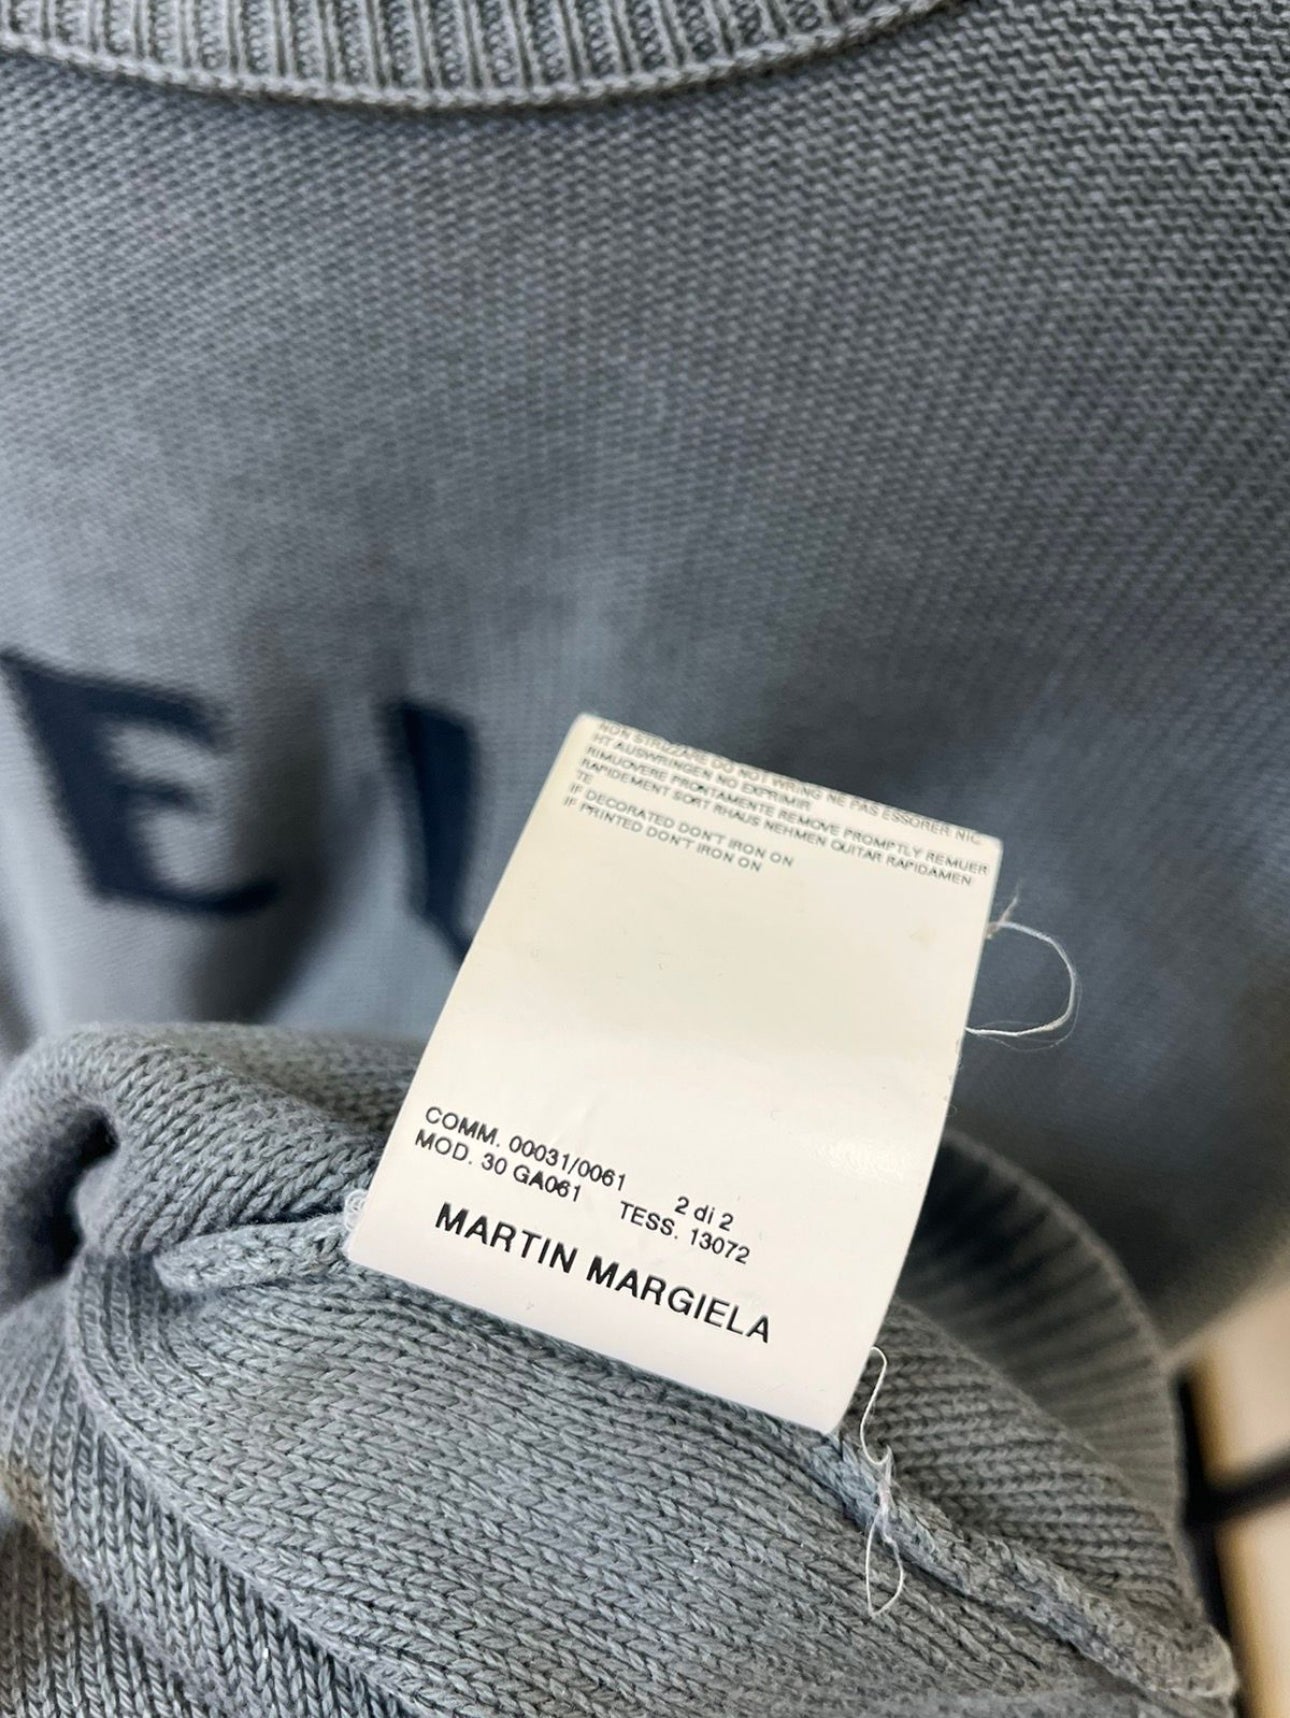 E
NON STRIZZARE DO NOT WRING NE PAS ESSORER NIC
HT AUSWRINGEN NO EXPRIMIR
RIMUOVERE PRONTAMENTE REMOVE PROMPTLY REMUER
RAPIDEMENT SORT RHAUS NEHMEN QUITAR RAPIDAMEN
TE
IF DECORATED DON'T IRON ON
IF PRINTED DON'T IRON ON
COMM. 00031/0061 2 di 2
MOD. 30 GA061 TESS. 13072
MARTIN MARGIELA